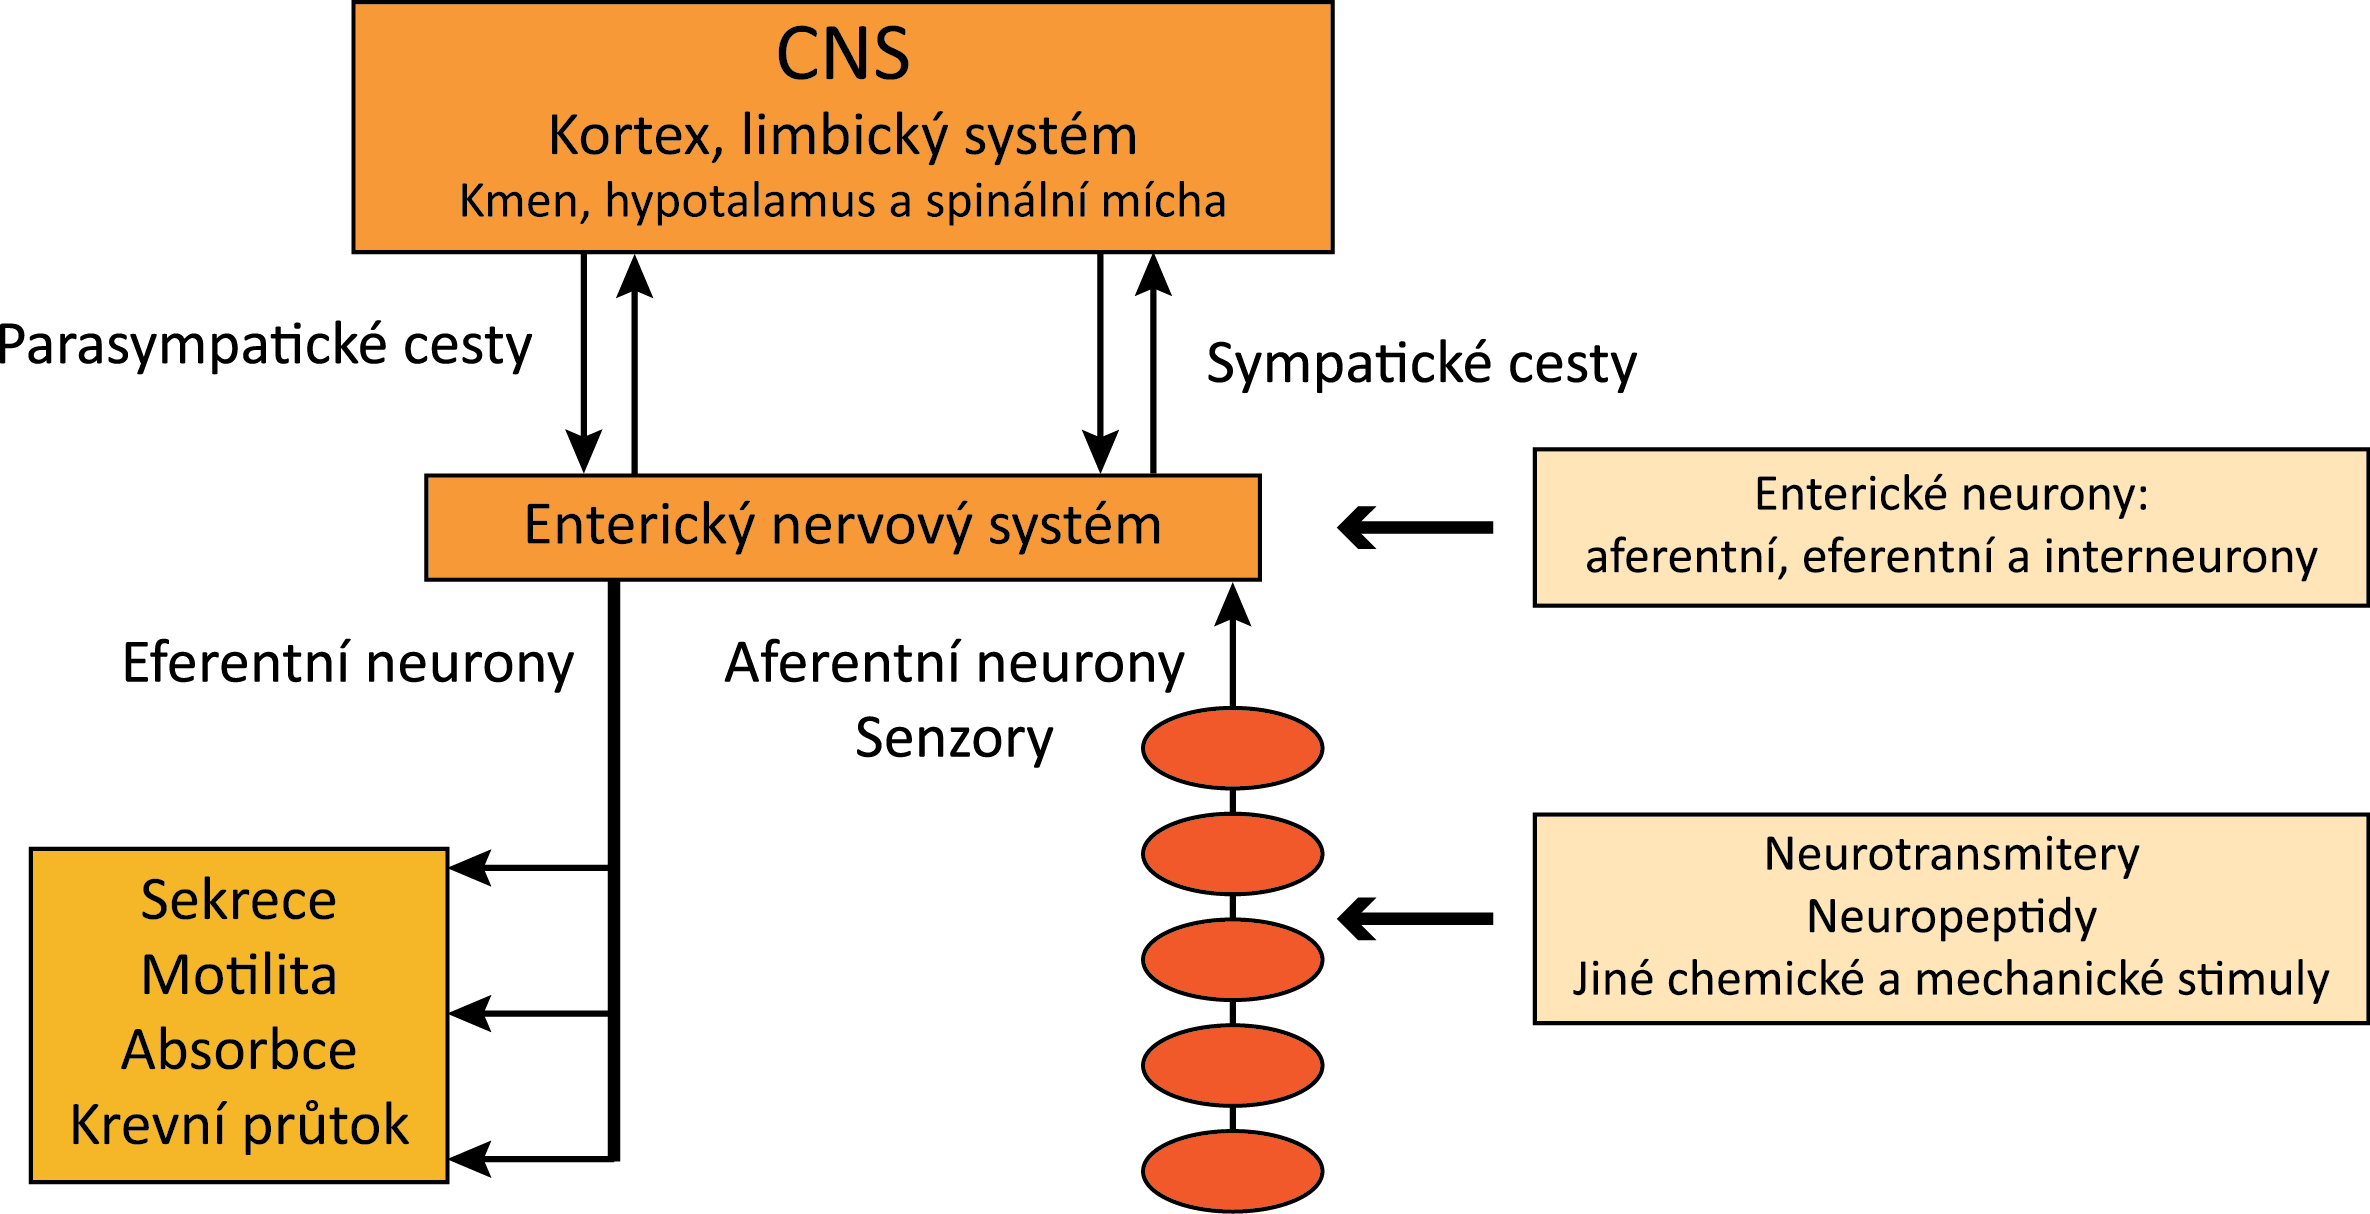 CNS
Kortex, limbický systém
Kmen, hypotalamus a spinální mícha
Parasympatické cesty
Sympatické cesty
Enterický nervový systém
Enterické neurony:
aferentní, eferentní a interneurony
Eferentní neurony
Aferentní neurony
Senzory
Sekrece
Motilita
Absorbce
Krevní průtok
Neurotransmitery
Neuropeptidy
Jiné chemické a mechanické stimuly